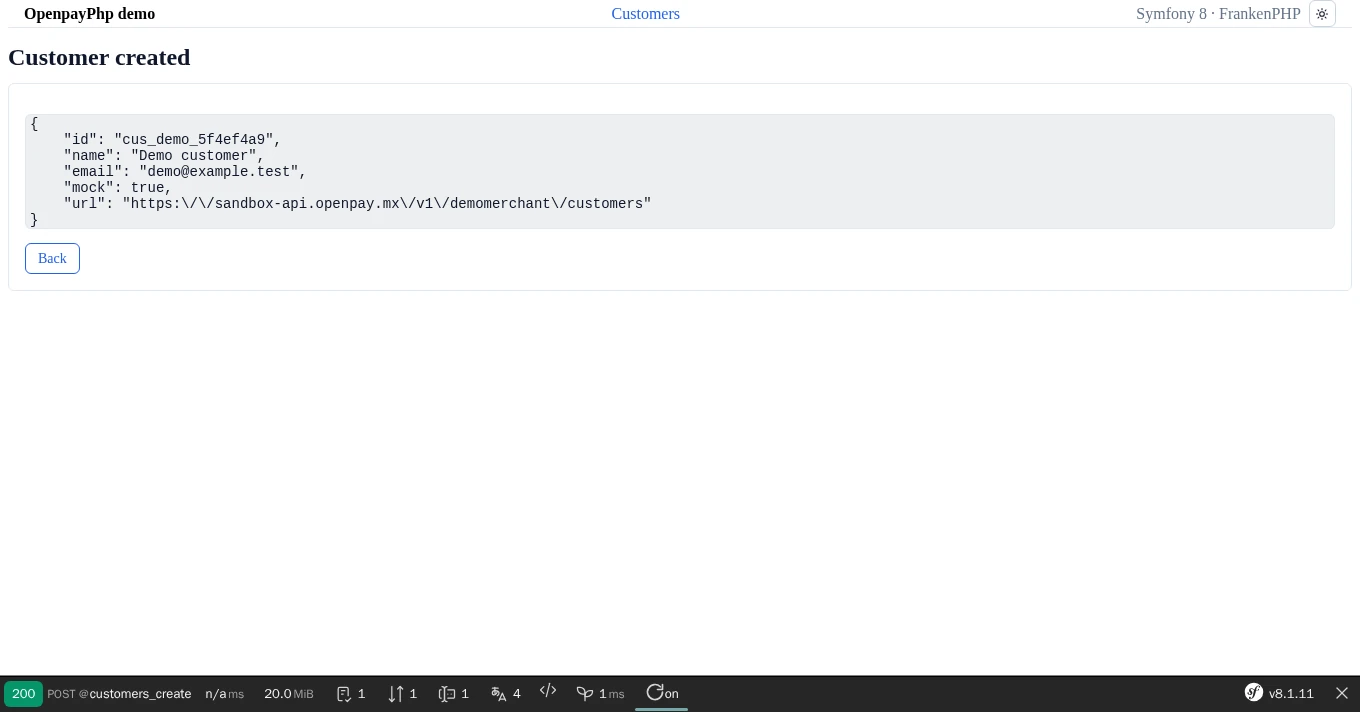 OpenpayPhp demo Customers Symfony 8 · FrankenPHP
Customer created
{
    "id": "cus_demo_5f4ef4a9",
    "name": "Demo customer",
    "email": "demo@example.test",
    "mock": true,
    "url": "https:\/\/sandbox-api.openpay.mx\/v1\/demomerchant\/customers"
}
Back
200 POST @customers_create n/a ms 20.0 MiB 1 1 1 4 1 ms on v8.1.11